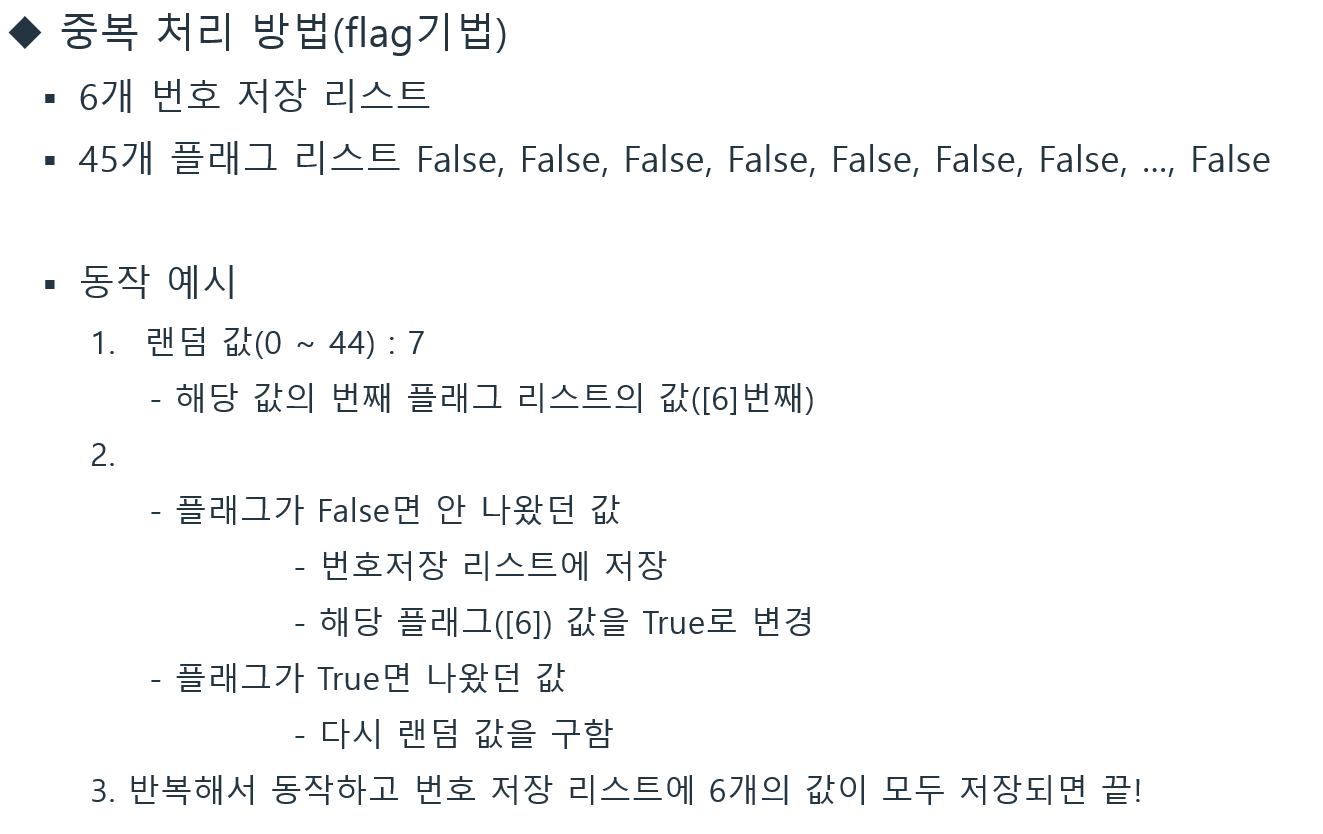 ◆ 중복 처리 방법(flag기법)
▪ 6개 번호 저장 리스트
▪ 45개 플래그 리스트 False, False, False, False, False, False, False, ..., False
▪ 동작 예시
1. 랜덤 값(0 ~ 44) : 7
- 해당 값의 번째 플래그 리스트의 값([6]번째)
2.
- 플래그가 False면 안 나왔던 값
- 번호저장 리스트에 저장
- 해당 플래그([6]) 값을 True로 변경
- 플래그가 True면 나왔던 값
- 다시 랜덤 값을 구함
3. 반복해서 동작하고 번호 저장 리스트에 6개의 값이 모두 저장되면 끝!